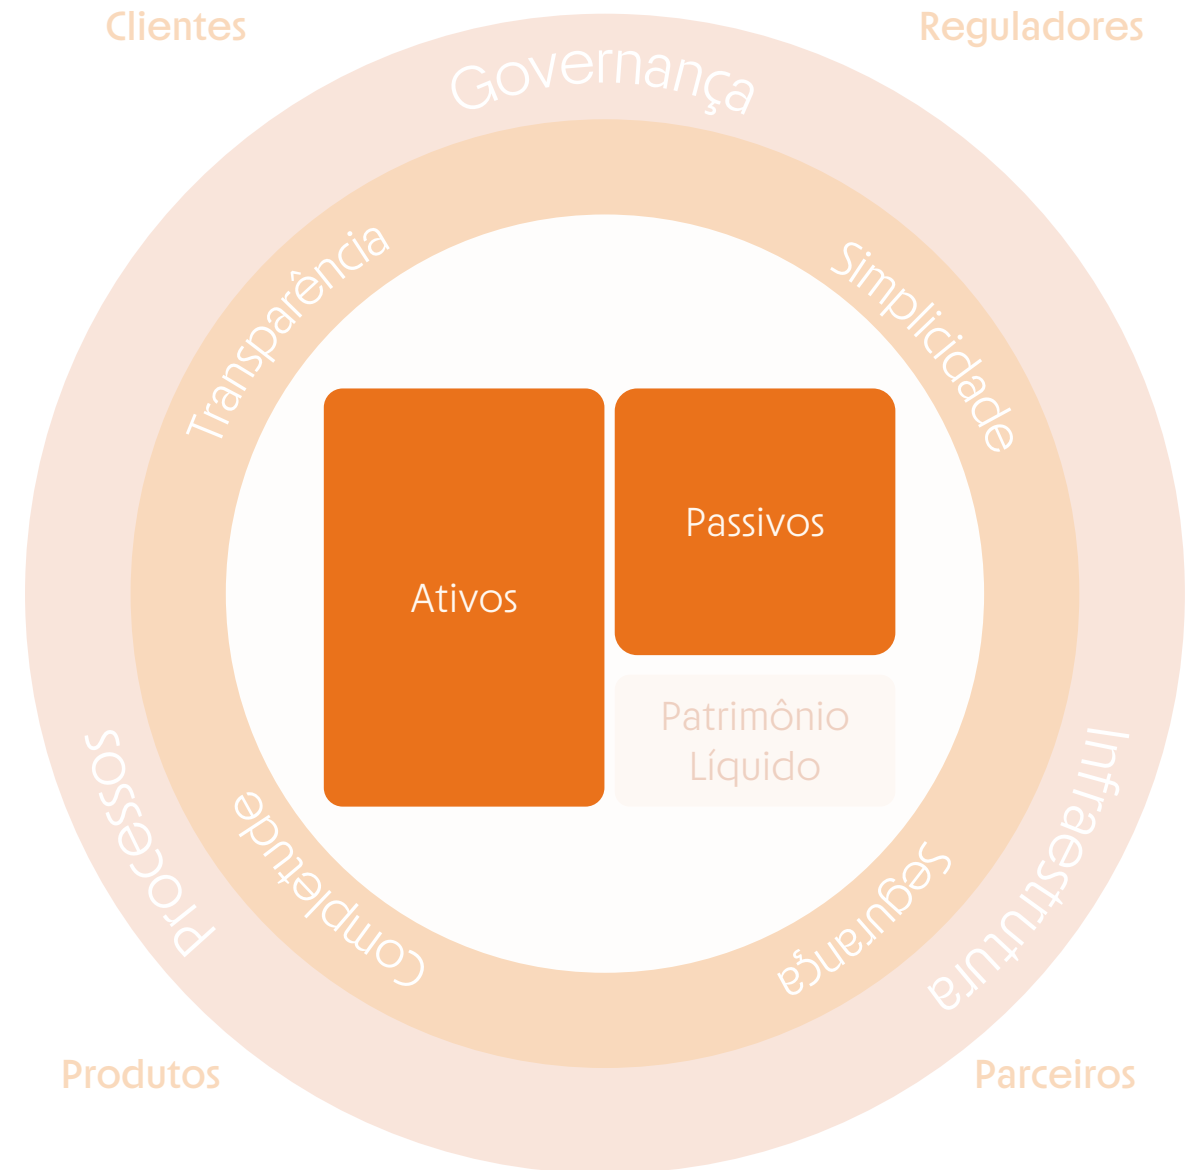 Clientes
Reguladores
Governança
Transparência
Simplicidade
Ativos
Passivos
Patrimônio
Líquido
Processos
Completude
Segurança
Infraestrutura
Produtos
Parceiros